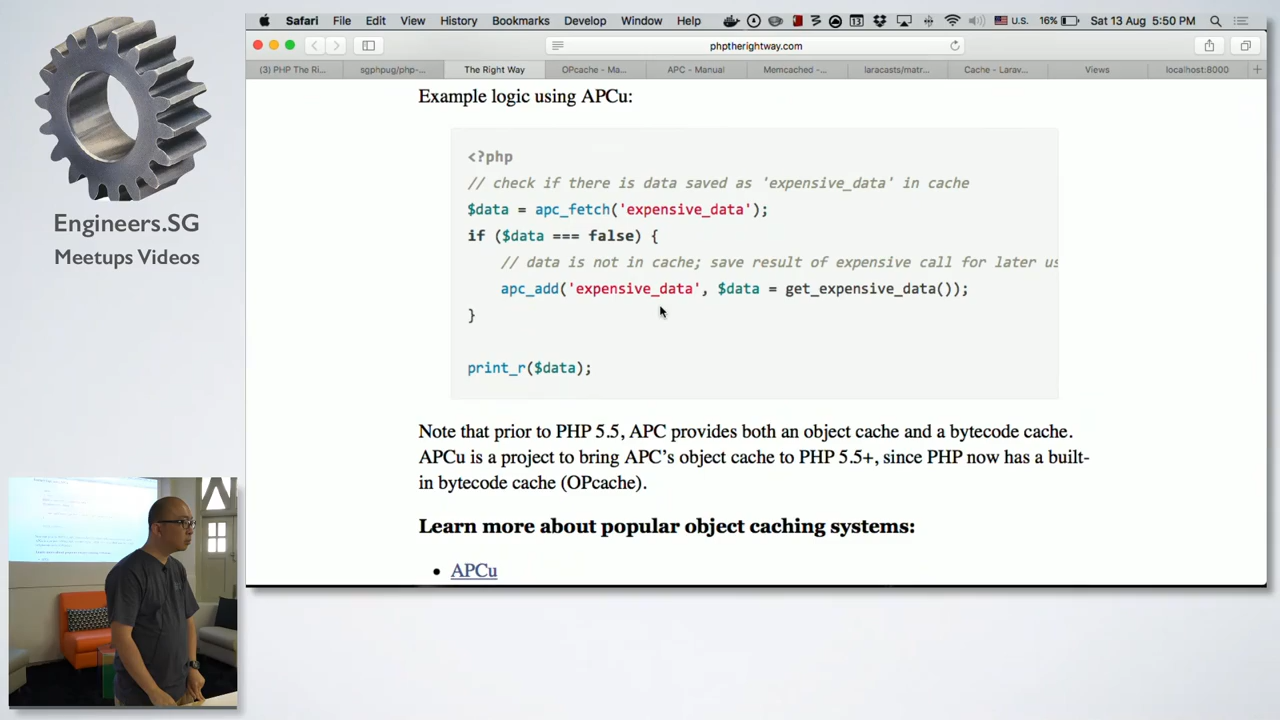 Safari File Edit View History Bookmarks Develop Window Help U.S. 16% Sat 13 Aug 5:50 PM
phptherightway.com
(3) PHP The Ri... sgphpug/php-... The Right Way OPcache - Ma... APC - Manual Memcached -... laracasts/matr... Cache - Larav... Views localhost:8000
Example logic using APCu:
<?php
// check if there is data saved as 'expensive_data' in cache
$data = apc_fetch('expensive_data');
if ($data === false) {
// data is not in cache; save result of expensive call for later us
apc_add('expensive_data', $data = get_expensive_data());
}
print_r($data);
Note that prior to PHP 5.5, APC provides both an object cache and a bytecode cache.
APCu is a project to bring APC's object cache to PHP 5.5+, since PHP now has a built-
in bytecode cache (OPcache).
Learn more about popular object caching systems:
• APCu
Engineers.SG
Meetups Videos